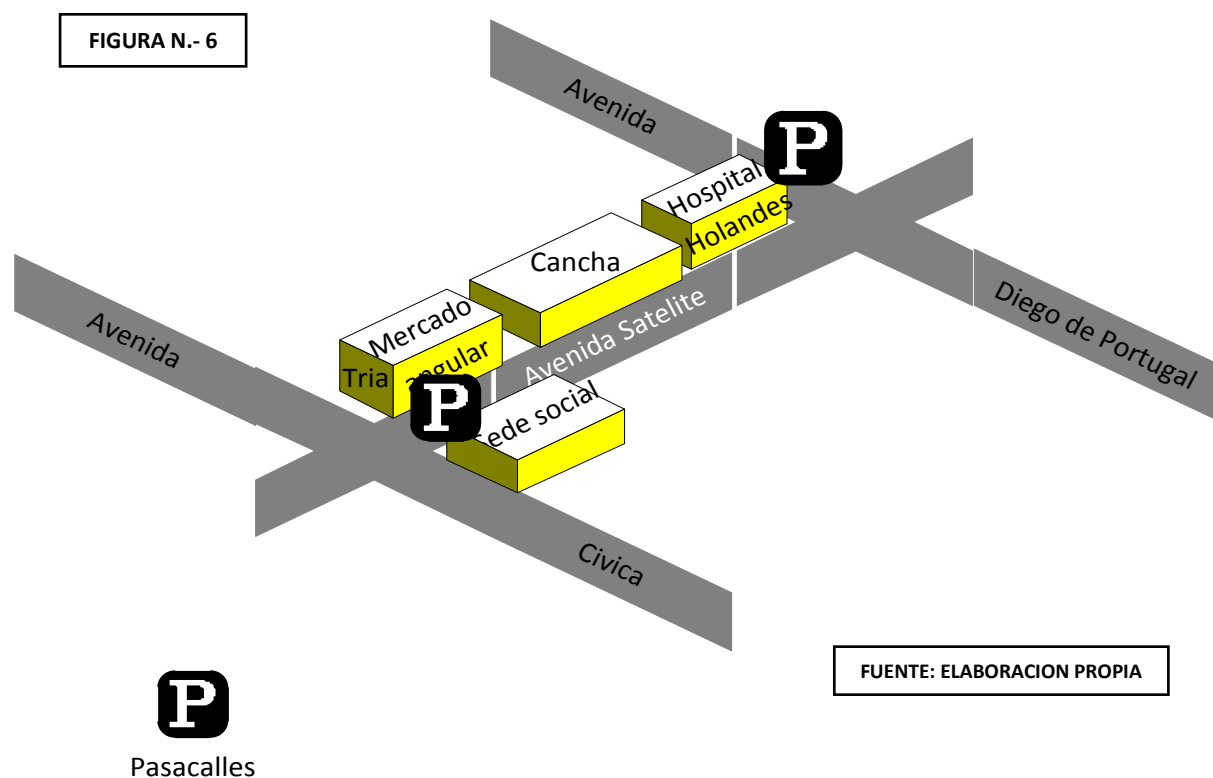 FIGURA N.- 6
Avenida
P
Hospital
Holandes
Cancha
Avenida
Mercado
Tria angular
Avenida Satelite
Diego de Portugal
P
Sede social
Civica
FUENTE: ELABORACION PROPIA
P
Pasacalles